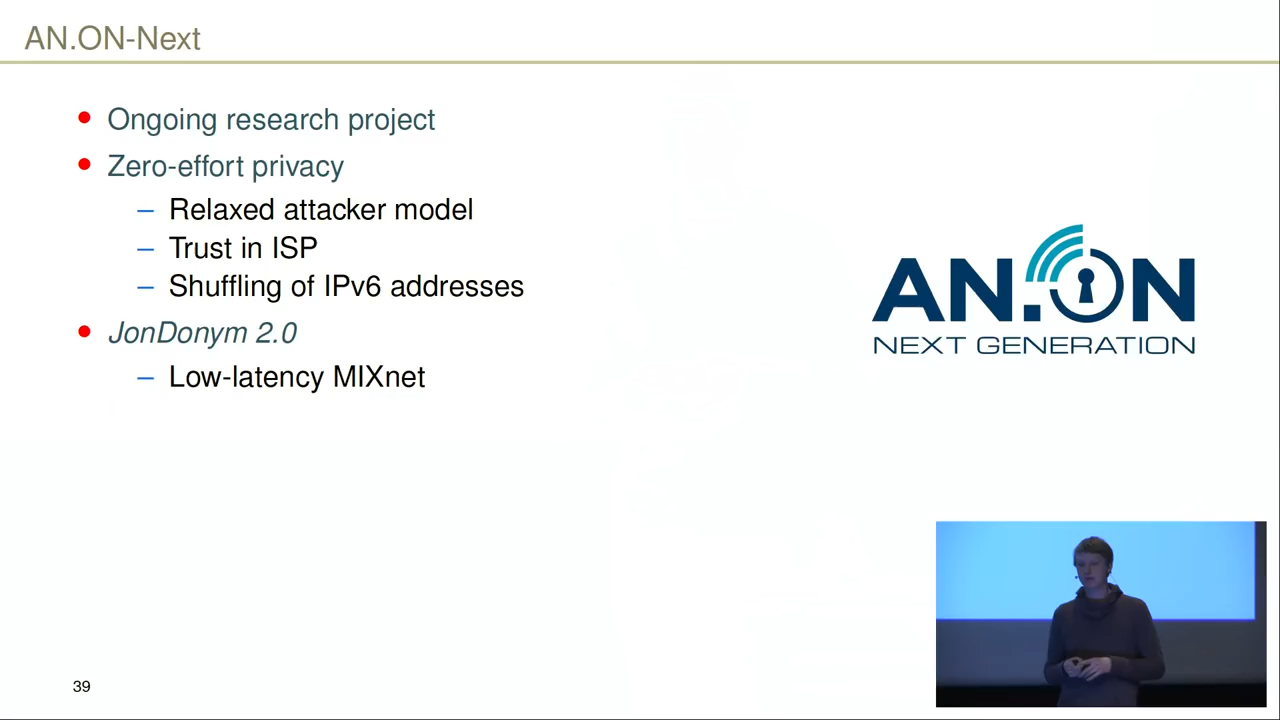 AN.ON-Next
Ongoing research project
Zero-effort privacy
– Relaxed attacker model
– Trust in ISP
– Shuffling of IPv6 addresses
JonDonym 2.0
– Low-latency MIXnet
AN.ON
NEXT GENERATION
39